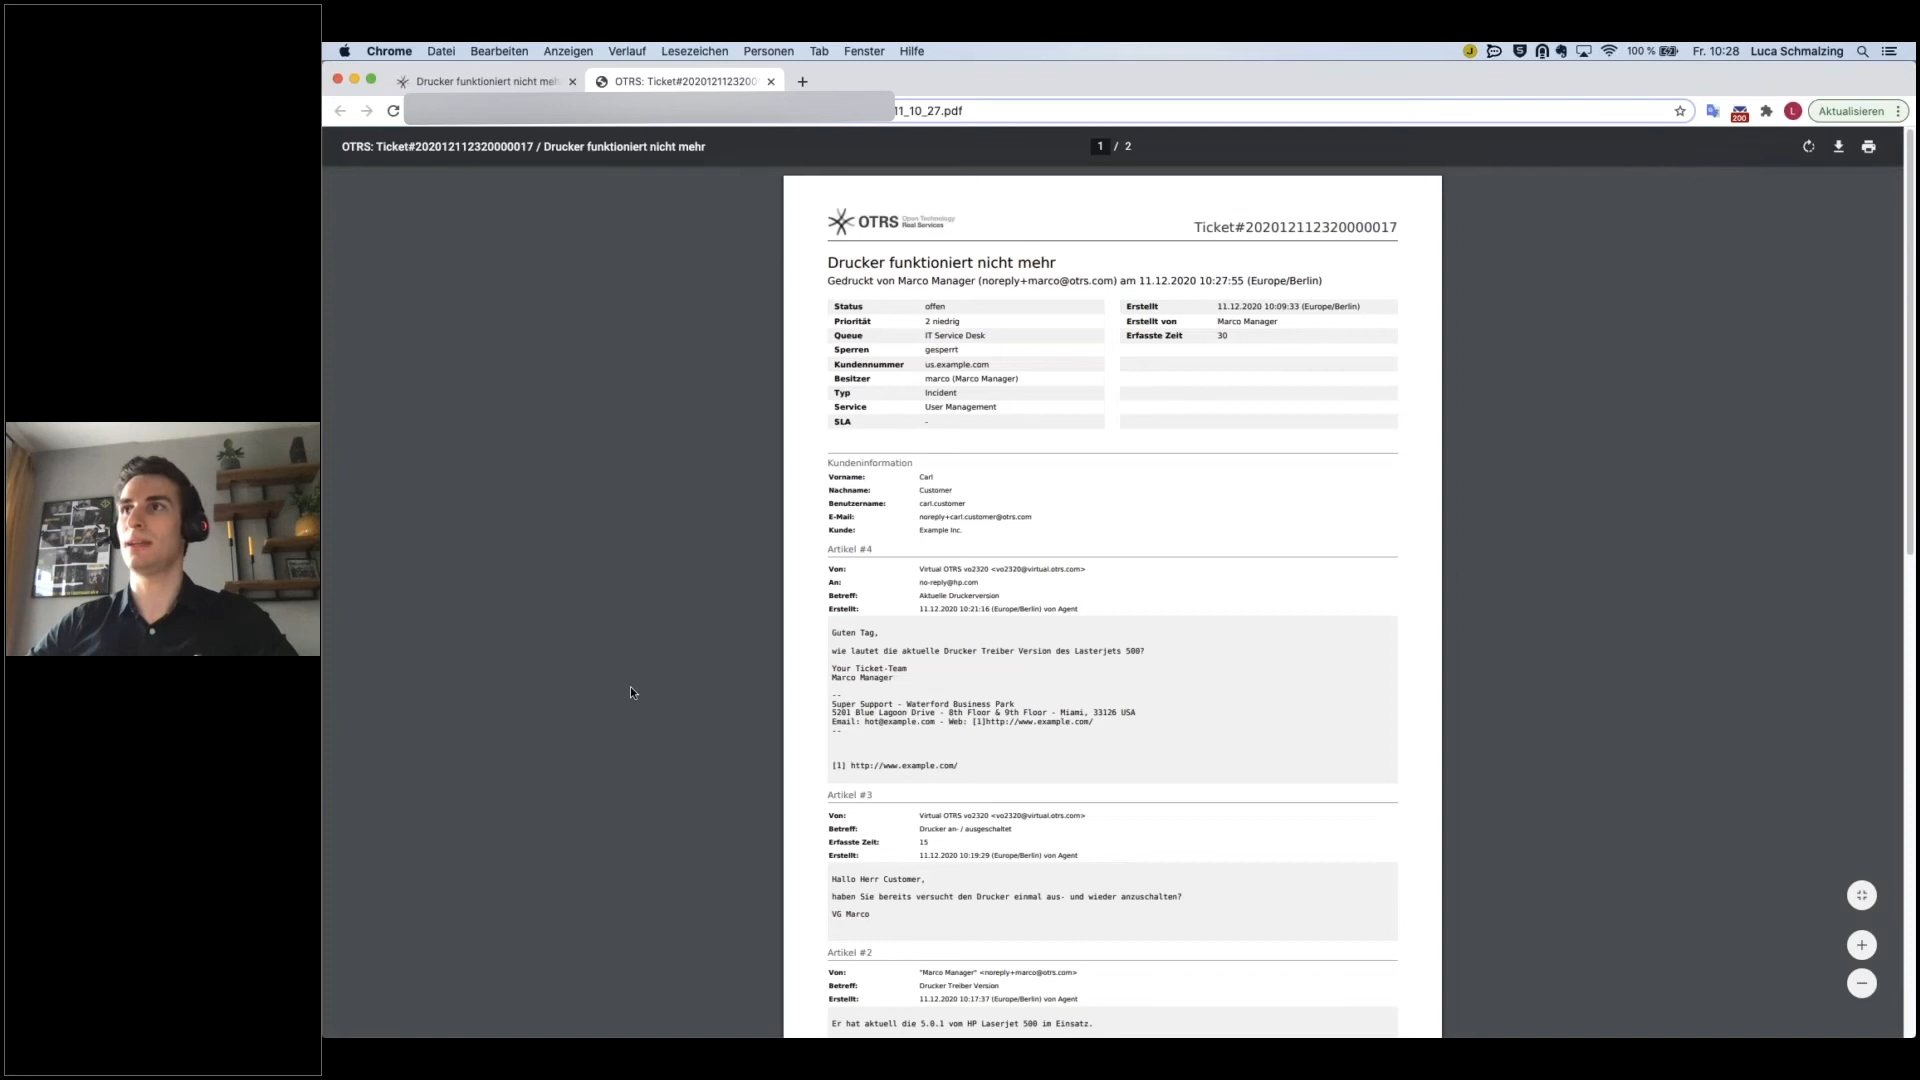 Chrome Datei Bearbeiten Anzeigen Verlauf Lesezeichen Personen Tab Fenster Hilfe
100 % Fr. 10:28 Luca Schmalzing
Drucker funktioniert nicht meh
OTRS: Ticket#2020121123200
11_10_27.pdf
200
L
Aktualisieren
OTRS: Ticket#202012112320000017 / Drucker funktioniert nicht mehr
1 / 2
OTRS Open Technology Real Services
Ticket#202012112320000017
Drucker funktioniert nicht mehr
Gedruckt von Marco Manager (noreply+marco@otrs.com) am 11.12.2020 10:27:55 (Europe/Berlin)
Status offen Erstellt 11.12.2020 10:09:33 (Europe/Berlin)
Priorität 2 niedrig Erstellt von Marco Manager
Queue IT Service Desk Erfasste Zeit 30
Sperren gesperrt
Kundennummer us.example.com
Besitzer marco (Marco Manager)
Typ Incident
Service User Management
SLA -
Kundeninformation
Vorname: Carl
Nachname: Customer
Benutzername: carl.customer
E-Mail: noreply+carl.customer@otrs.com
Kunde: Example Inc.
Artikel #4
Von: Virtual OTRS vo2320 <vo2320@virtual.otrs.com>
An: no-reply@hp.com
Betreff: Aktuelle Druckerversion
Erstellt: 11.12.2020 10:21:16 (Europe/Berlin) von Agent
Guten Tag,
wie lautet die aktuelle Drucker Treiber Version des Lasterjets 500?
Your Ticket-Team
Marco Manager
--
Super Support - Waterford Business Park
5201 Blue Lagoon Drive - 8th Floor & 9th Floor - Miami, 33126 USA
Email: hot@example.com - Web: [1]http://www.example.com/
--
[1] http://www.example.com/
Artikel #3
Von: Virtual OTRS vo2320 <vo2320@virtual.otrs.com>
Betreff: Drucker an- / ausgeschaltet
Erfasste Zeit: 15
Erstellt: 11.12.2020 10:19:29 (Europe/Berlin) von Agent
Hallo Herr Customer,
haben Sie bereits versucht den Drucker einmal aus- und wieder anzuschalten?
VG Marco
Artikel #2
Von: "Marco Manager" <noreply+marco@otrs.com>
Betreff: Drucker Treiber Version
Erstellt: 11.12.2020 10:17:37 (Europe/Berlin) von Agent
Er hat aktuell die 5.0.1 vom HP Laserjet 500 im Einsatz.